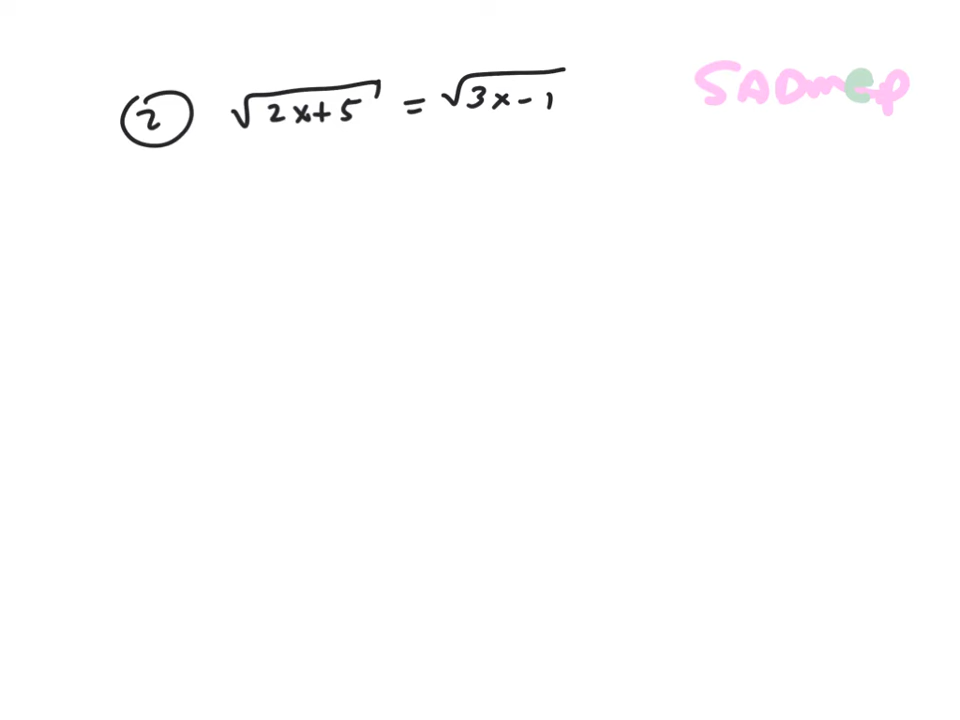 ② √2x+5 = √3x-1 SADmep